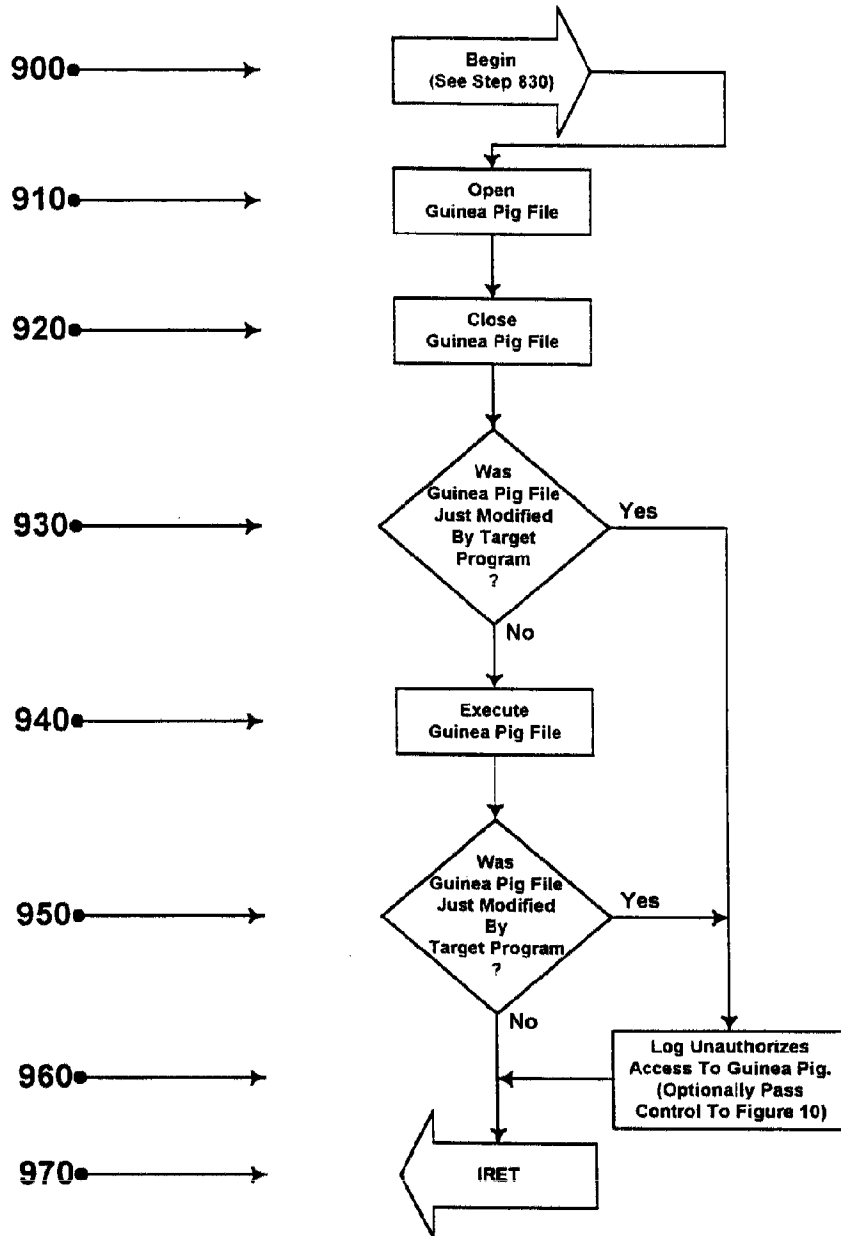 900
Begin
(See Step 830)
910
Open
Guinea Pig File
920
Close
Guinea Pig File
930
Was
Guinea Pig File
Just Modified
By Target
Program
?
Yes
No
940
Execute
Guinea Pig File
950
Was
Guinea Pig File
Just Modified
By
Target Program
?
Yes
No
960
Log Unauthorizes
Access To Guinea Pig.
(Optionally Pass
Control To Figure 10)
970
IRET